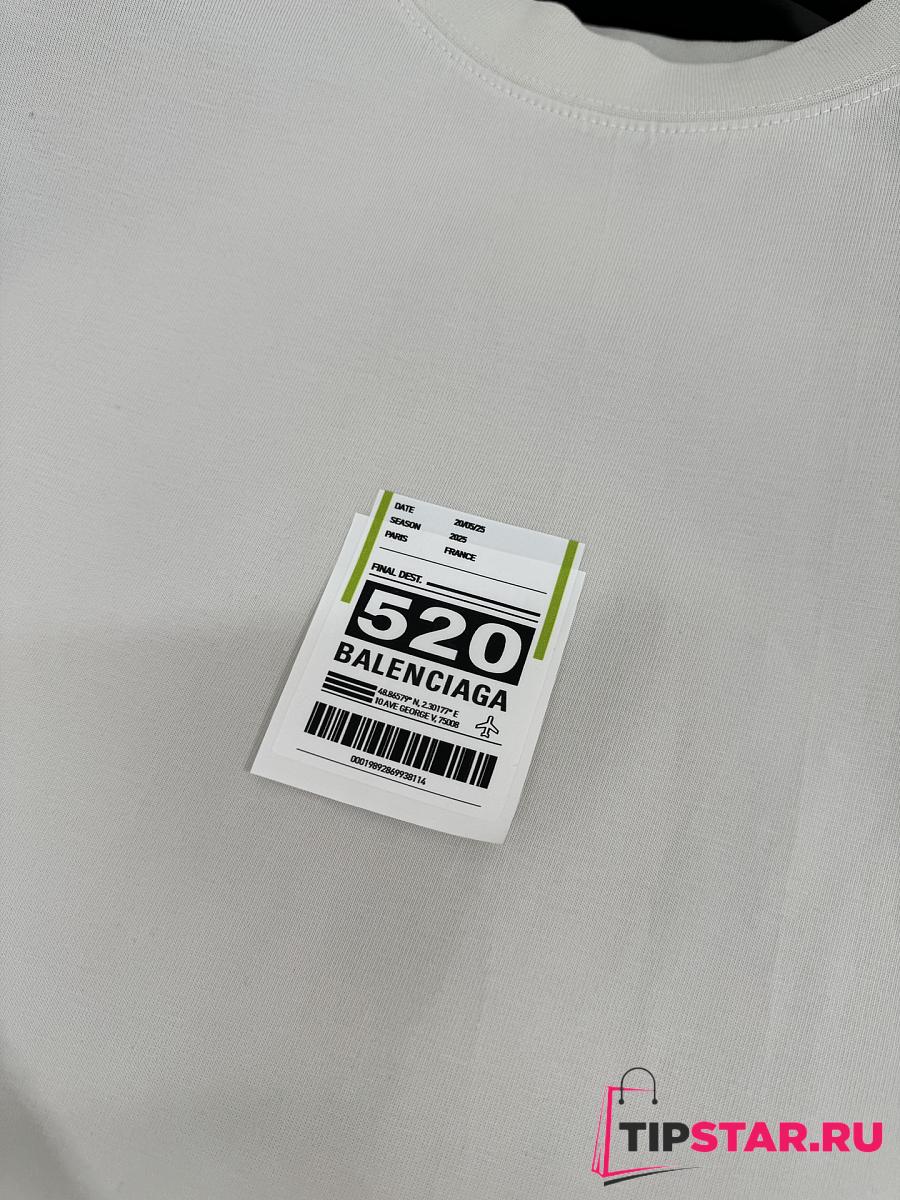 DATE 20/05/25
SEASON 2025
PARIS FRANCE
FINAL DEST.
520
BALENCIAGA
48.86579° N, 2.30177° E
10 AVE GEORGE V, 75008
00019892869938114
TIPSTAR.RU